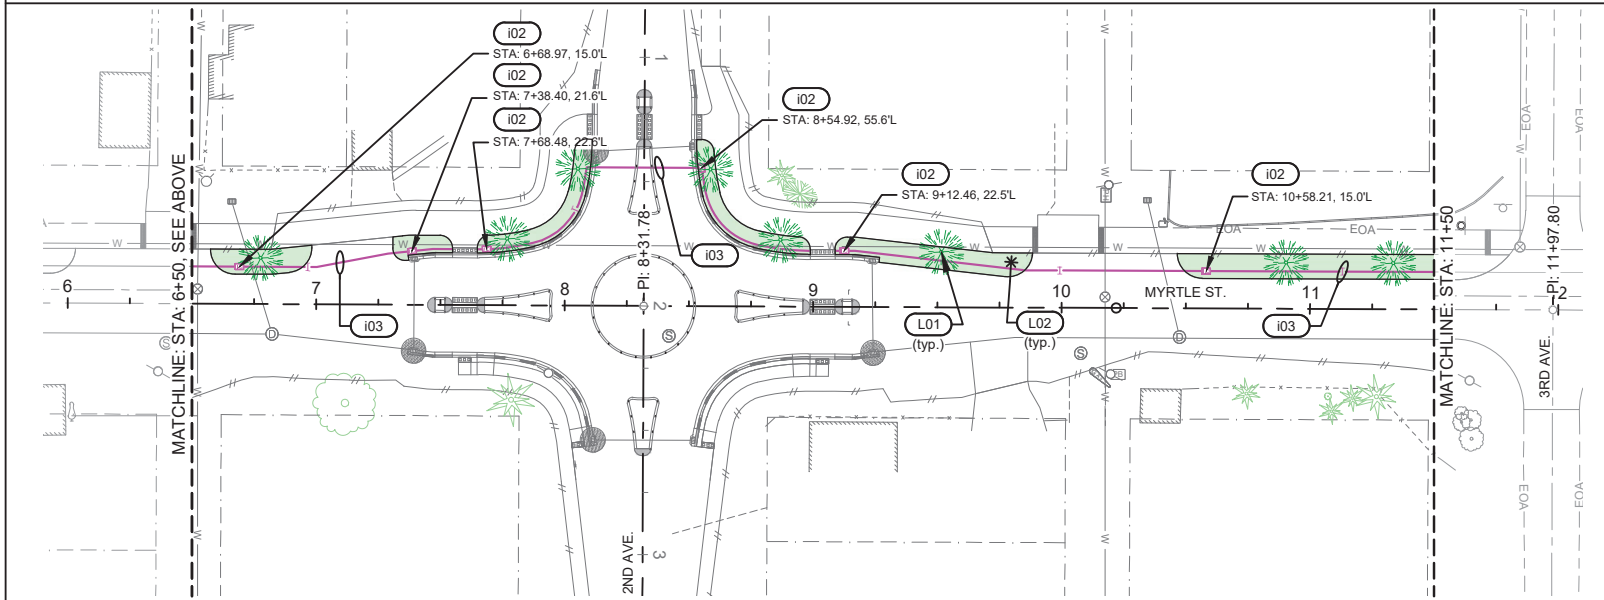 i02
STA: 6+68.97, 15.0'L
i02
STA: 7+38.40, 21.6'L
i02
STA: 7+68.48, 22.6'L
i02
STA: 8+54.92, 55.6'L
i02
STA: 9+12.46, 22.5'L
i02
STA: 10+58.21, 15.0'L
MATCHLINE: STA: 6+50, SEE ABOVE
MATCHLINE: STA: 11+50
PI: 8+31.78
PI: 11+97.80
3RD AVE.
2ND AVE.
MYRTLE ST.
i03
i03
i03
L01
(typ.)
L02
(typ.)
6
7
8
9
10
11
12
1
2
3
EOA
EOA
EOA
EOA
EOA
EOA
W
W
W
W
W
W
W
W
W
W
W
D
D
S
S
S